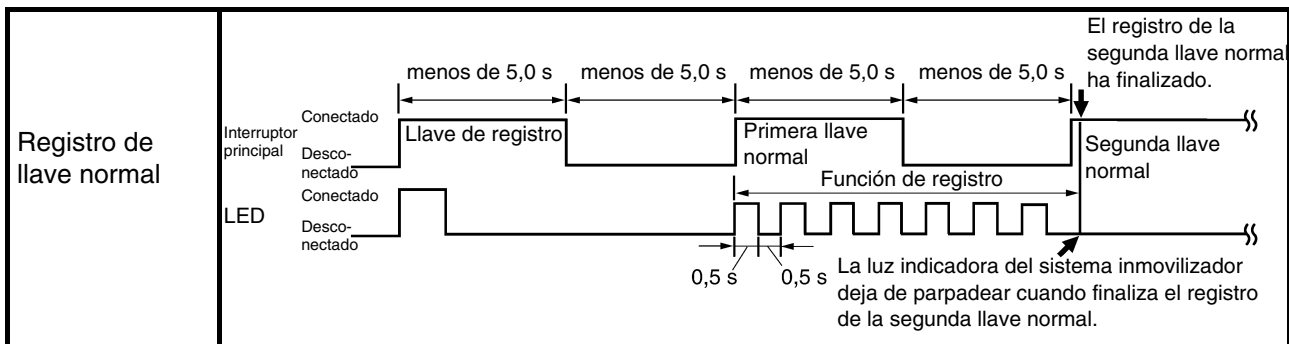 Registro de
llave normal
El registro de la
segunda llave normal
ha finalizado.
menos de 5,0 s menos de 5,0 s menos de 5,0 s menos de 5,0 s
Interruptor
principal
Conectado
Desco-
nectado
Llave de registro
Primera llave
normal
Segunda llave
normal
Función de registro
LED
Conectado
Desco-
nectado
0,5 s 0,5 s
La luz indicadora del sistema inmovilizador
deja de parpadear cuando finaliza el registro
de la segunda llave normal.